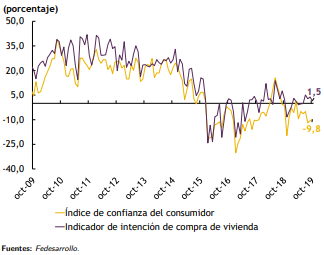 (porcentaje)
50,0
35,0
20,0
5,0
-10,0
-25,0
-40,0
1,5
-9,8
oct-09
oct-10
oct-11
oct-12
oct-13
oct-14
oct-15
oct-16
oct-17
oct-18
oct-19
Índice de confianza del consumidor
Indicador de intención de compra de vivienda
Fuentes: Fedesarrollo.